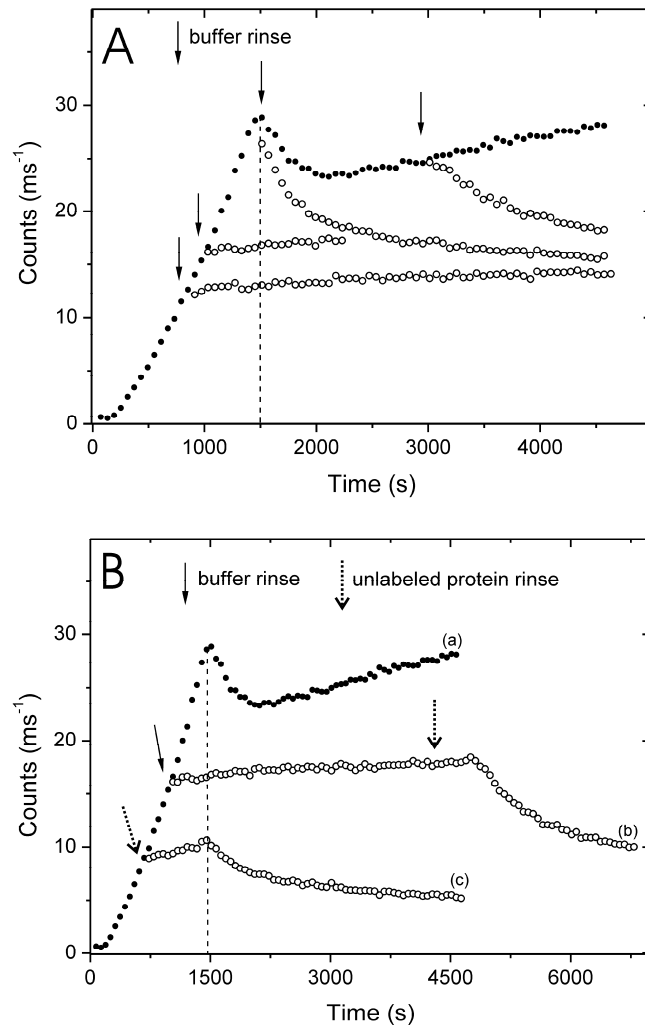 A
buffer rinse
30
20
10
0
Counts (ms⁻¹)
0 1000 2000 3000 4000
Time (s)
B
buffer rinse unlabeled protein rinse
(a)
30
20
(b)
10
(c)
0
Counts (ms⁻¹)
0 1500 3000 4500 6000
Time (s)